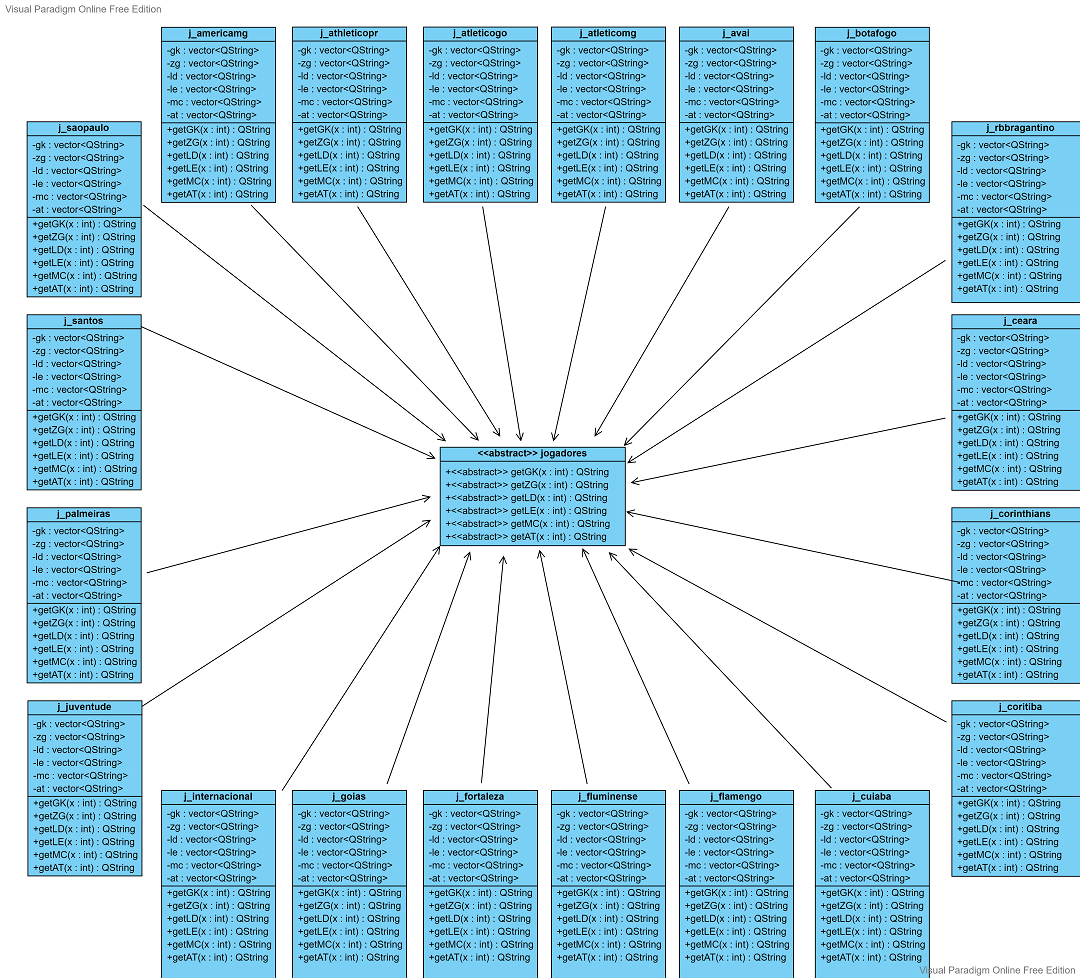 Visual Paradigm Online Free Edition
j_americamg
-gk : vector<QString>
-zg : vector<QString>
-ld : vector<QString>
-le : vector<QString>
-mc : vector<QString>
-at : vector<QString>
+getGK(x : int) : QString
+getZG(x : int) : QString
+getLD(x : int) : QString
+getLE(x : int) : QString
+getMC(x : int) : QString
+getAT(x : int) : QString
j_athleticopr
-gk : vector<QString>
-zg : vector<QString>
-ld : vector<QString>
-le : vector<QString>
-mc : vector<QString>
-at : vector<QString>
+getGK(x : int) : QString
+getZG(x : int) : QString
+getLD(x : int) : QString
+getLE(x : int) : QString
+getMC(x : int) : QString
+getAT(x : int) : QString
j_atleticogo
-gk : vector<QString>
-zg : vector<QString>
-ld : vector<QString>
-le : vector<QString>
-mc : vector<QString>
-at : vector<QString>
+getGK(x : int) : QString
+getZG(x : int) : QString
+getLD(x : int) : QString
+getLE(x : int) : QString
+getMC(x : int) : QString
+getAT(x : int) : QString
j_atleticomg
-gk : vector<QString>
-zg : vector<QString>
-ld : vector<QString>
-le : vector<QString>
-mc : vector<QString>
-at : vector<QString>
+getGK(x : int) : QString
+getZG(x : int) : QString
+getLD(x : int) : QString
+getLE(x : int) : QString
+getMC(x : int) : QString
+getAT(x : int) : QString
j_avai
-gk : vector<QString>
-zg : vector<QString>
-ld : vector<QString>
-le : vector<QString>
-mc : vector<QString>
-at : vector<QString>
+getGK(x : int) : QString
+getZG(x : int) : QString
+getLD(x : int) : QString
+getLE(x : int) : QString
+getMC(x : int) : QString
+getAT(x : int) : QString
j_botafogo
-gk : vector<QString>
-zg : vector<QString>
-ld : vector<QString>
-le : vector<QString>
-mc : vector<QString>
-at : vector<QString>
+getGK(x : int) : QString
+getZG(x : int) : QString
+getLD(x : int) : QString
+getLE(x : int) : QString
+getMC(x : int) : QString
+getAT(x : int) : QString
j_saopaulo
-gk : vector<QString>
-zg : vector<QString>
-ld : vector<QString>
-le : vector<QString>
-mc : vector<QString>
-at : vector<QString>
+getGK(x : int) : QString
+getZG(x : int) : QString
+getLD(x : int) : QString
+getLE(x : int) : QString
+getMC(x : int) : QString
+getAT(x : int) : QString
j_rbbragantino
-gk : vector<QString>
-zg : vector<QString>
-ld : vector<QString>
-le : vector<QString>
-mc : vector<QString>
-at : vector<QString>
+getGK(x : int) : QString
+getZG(x : int) : QString
+getLD(x : int) : QString
+getLE(x : int) : QString
+getMC(x : int) : QString
+getAT(x : int) : QString
j_santos
-gk : vector<QString>
-zg : vector<QString>
-ld : vector<QString>
-le : vector<QString>
-mc : vector<QString>
-at : vector<QString>
+getGK(x : int) : QString
+getZG(x : int) : QString
+getLD(x : int) : QString
+getLE(x : int) : QString
+getMC(x : int) : QString
+getAT(x : int) : QString
j_ceara
-gk : vector<QString>
-zg : vector<QString>
-ld : vector<QString>
-le : vector<QString>
-mc : vector<QString>
-at : vector<QString>
+getGK(x : int) : QString
+getZG(x : int) : QString
+getLD(x : int) : QString
+getLE(x : int) : QString
+getMC(x : int) : QString
+getAT(x : int) : QString
<<abstract>> jogadores
+<<abstract>> getGK(x : int) : QString
+<<abstract>> getZG(x : int) : QString
+<<abstract>> getLD(x : int) : QString
+<<abstract>> getLE(x : int) : QString
+<<abstract>> getMC(x : int) : QString
+<<abstract>> getAT(x : int) : QString
j_palmeiras
-gk : vector<QString>
-zg : vector<QString>
-ld : vector<QString>
-le : vector<QString>
-mc : vector<QString>
-at : vector<QString>
+getGK(x : int) : QString
+getZG(x : int) : QString
+getLD(x : int) : QString
+getLE(x : int) : QString
+getMC(x : int) : QString
+getAT(x : int) : QString
j_corinthians
-gk : vector<QString>
-zg : vector<QString>
-ld : vector<QString>
-le : vector<QString>
-mc : vector<QString>
-at : vector<QString>
+getGK(x : int) : QString
+getZG(x : int) : QString
+getLD(x : int) : QString
+getLE(x : int) : QString
+getMC(x : int) : QString
+getAT(x : int) : QString
j_juventude
-gk : vector<QString>
-zg : vector<QString>
-ld : vector<QString>
-le : vector<QString>
-mc : vector<QString>
-at : vector<QString>
+getGK(x : int) : QString
+getZG(x : int) : QString
+getLD(x : int) : QString
+getLE(x : int) : QString
+getMC(x : int) : QString
+getAT(x : int) : QString
j_coritiba
-gk : vector<QString>
-zg : vector<QString>
-ld : vector<QString>
-le : vector<QString>
-mc : vector<QString>
-at : vector<QString>
+getGK(x : int) : QString
+getZG(x : int) : QString
+getLD(x : int) : QString
+getLE(x : int) : QString
+getMC(x : int) : QString
+getAT(x : int) : QString
j_internacional
-gk : vector<QString>
-zg : vector<QString>
-ld : vector<QString>
-le : vector<QString>
-mc : vector<QString>
-at : vector<QString>
+getGK(x : int) : QString
+getZG(x : int) : QString
+getLD(x : int) : QString
+getLE(x : int) : QString
+getMC(x : int) : QString
+getAT(x : int) : QString
j_goias
-gk : vector<QString>
-zg : vector<QString>
-ld : vector<QString>
-le : vector<QString>
-mc : vector<QString>
-at : vector<QString>
+getGK(x : int) : QString
+getZG(x : int) : QString
+getLD(x : int) : QString
+getLE(x : int) : QString
+getMC(x : int) : QString
+getAT(x : int) : QString
j_fortaleza
-gk : vector<QString>
-zg : vector<QString>
-ld : vector<QString>
-le : vector<QString>
-mc : vector<QString>
-at : vector<QString>
+getGK(x : int) : QString
+getZG(x : int) : QString
+getLD(x : int) : QString
+getLE(x : int) : QString
+getMC(x : int) : QString
+getAT(x : int) : QString
j_fluminense
-gk : vector<QString>
-zg : vector<QString>
-ld : vector<QString>
-le : vector<QString>
-mc : vector<QString>
-at : vector<QString>
+getGK(x : int) : QString
+getZG(x : int) : QString
+getLD(x : int) : QString
+getLE(x : int) : QString
+getMC(x : int) : QString
+getAT(x : int) : QString
j_flamengo
-gk : vector<QString>
-zg : vector<QString>
-ld : vector<QString>
-le : vector<QString>
-mc : vector<QString>
-at : vector<QString>
+getGK(x : int) : QString
+getZG(x : int) : QString
+getLD(x : int) : QString
+getLE(x : int) : QString
+getMC(x : int) : QString
+getAT(x : int) : QString
j_cuiaba
-gk : vector<QString>
-zg : vector<QString>
-ld : vector<QString>
-le : vector<QString>
-mc : vector<QString>
-at : vector<QString>
+getGK(x : int) : QString
+getZG(x : int) : QString
+getLD(x : int) : QString
+getLE(x : int) : QString
+getMC(x : int) : QString
+getAT(x : int) : QString
Visual Paradigm Online Free Edition